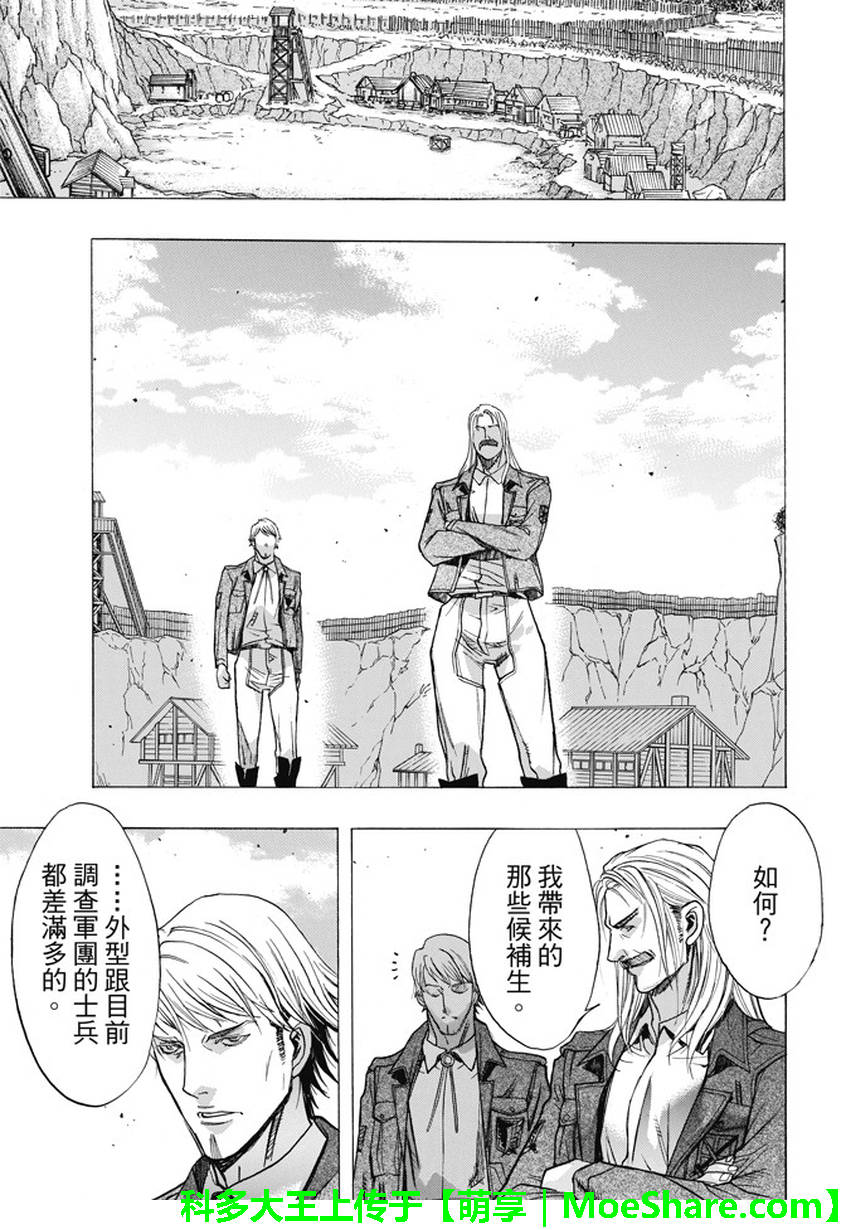 如何？
我帶來的
那些候補生。
……外型跟目前
調查軍團的士兵
都差滿多的。
科多大王上传于【萌享｜MoeShare.com】